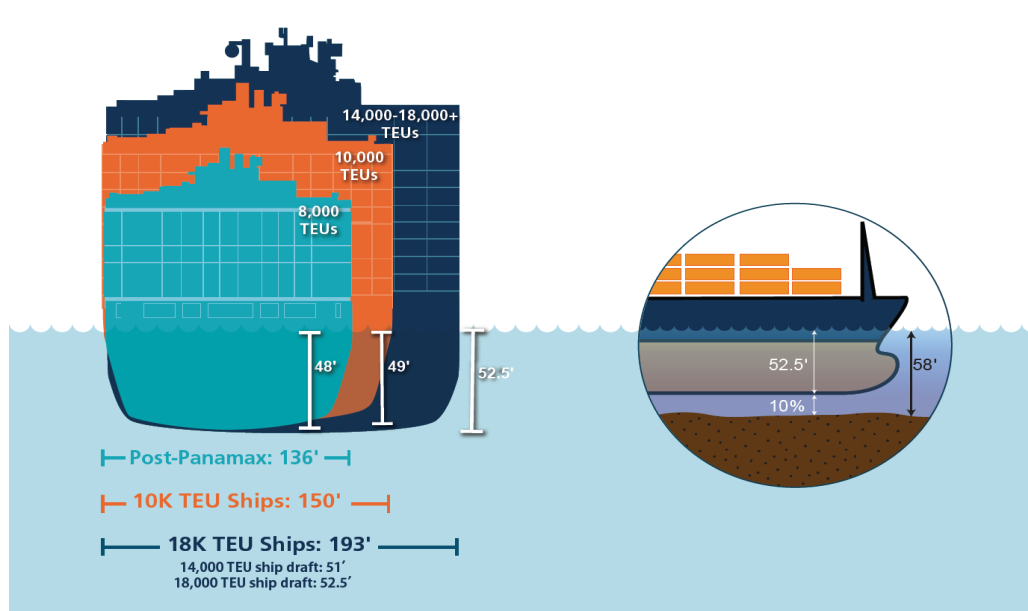 14,000-18,000+
TEUs
10,000
TEUs
8,000
TEUs
48'
49'
52.5'
52.5'
58'
10%
Post-Panamax: 136'
10K TEU Ships: 150'
18K TEU Ships: 193'
14,000 TEU ship draft: 51′
18,000 TEU ship draft: 52.5′